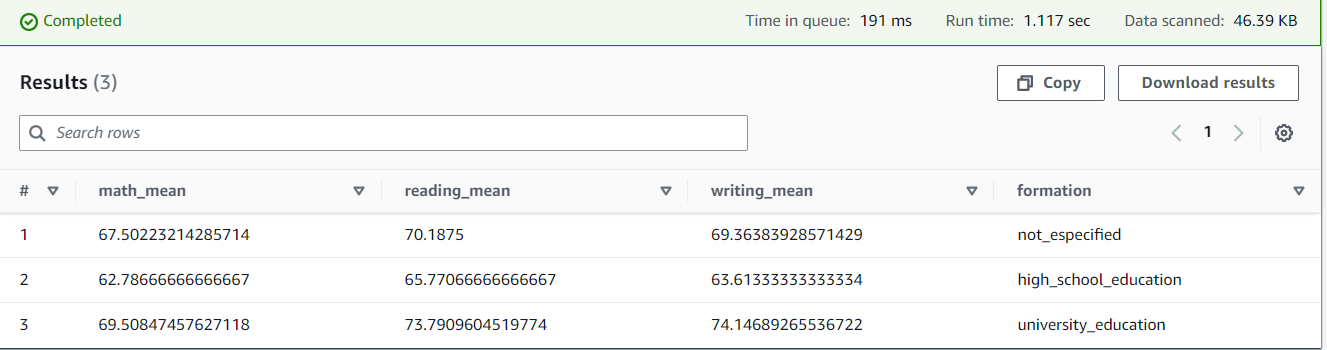 Completed Time in queue: 191 ms Run time: 1.117 sec Data scanned: 46.39 KB
Results (3) Copy Download results
Search rows 1
# math_mean reading_mean writing_mean formation
1 67.50223214285714 70.1875 69.36383928571429 not_especified
2 62.78666666666667 65.77066666666667 63.61333333333334 high_school_education
3 69.50847457627118 73.7909604519774 74.14689265536722 university_education